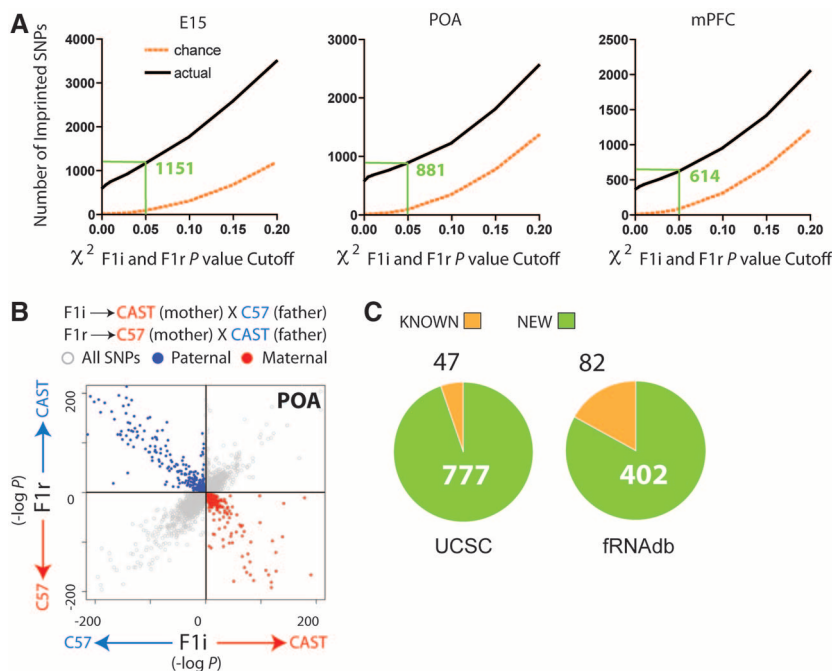 A
E15
POA
mPFC
Number of Imprinted SNPs
4000
3000
2000
1000
0
chance
actual
1151
0.00 0.05 0.10 0.15 0.20
χ² F1i and F1r P value Cutoff
3000
2000
1000
0
881
0.00 0.05 0.10 0.15 0.20
χ² F1i and F1r P value Cutoff
2500
2000
1500
1000
500
0
614
0.00 0.05 0.10 0.15 0.20
χ² F1i and F1r P value Cutoff
B
F1i → CAST (mother) X C57 (father)
F1r → C57 (mother) X CAST (father)
All SNPs Paternal Maternal
POA
CAST
F1r
(-log P)
C57
200
0
-200
-200 0 200
C57 F1i CAST
(-log P)
C
KNOWN NEW
47
777
UCSC
82
402
fRNAdb